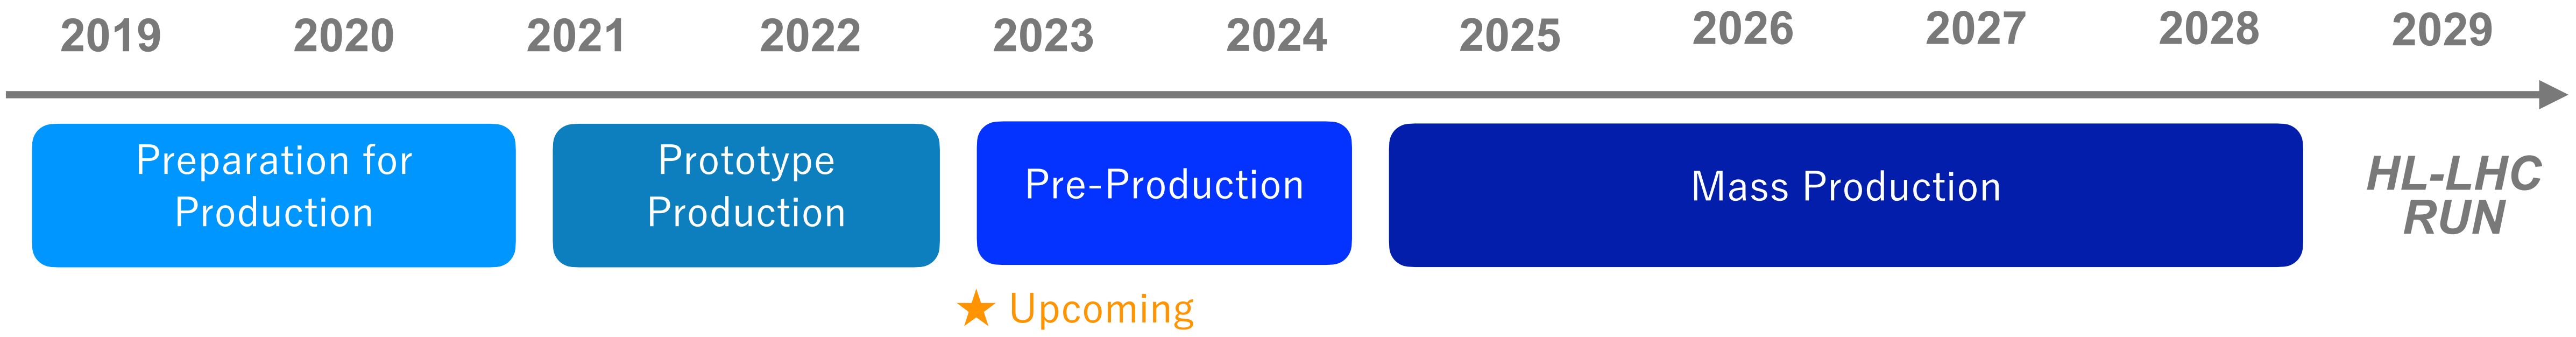 2019 2020 2021 2022 2023 2024 2025 2026 2027 2028 2029
Preparation for
Production
Prototype
Production
Pre-Production
Mass Production
HL-LHC
RUN
★ Upcoming